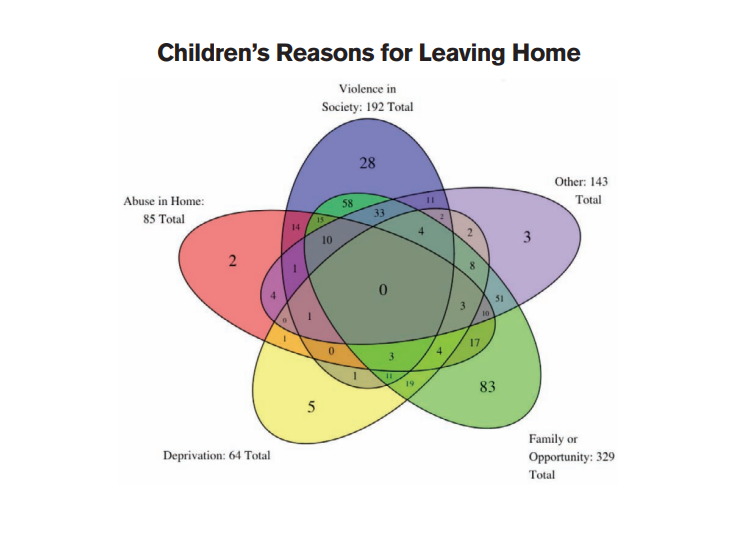 Children’s Reasons for Leaving Home
Violence in
Society: 192 Total
Other: 143
Total
Abuse in Home:
85 Total
28
58
11
33
2
14
15
4
2
3
10
2
8
1
0
4
3
51
10
0
1
1
0
3
4
17
1
11
19
83
5
Deprivation: 64 Total
Family or
Opportunity: 329
Total